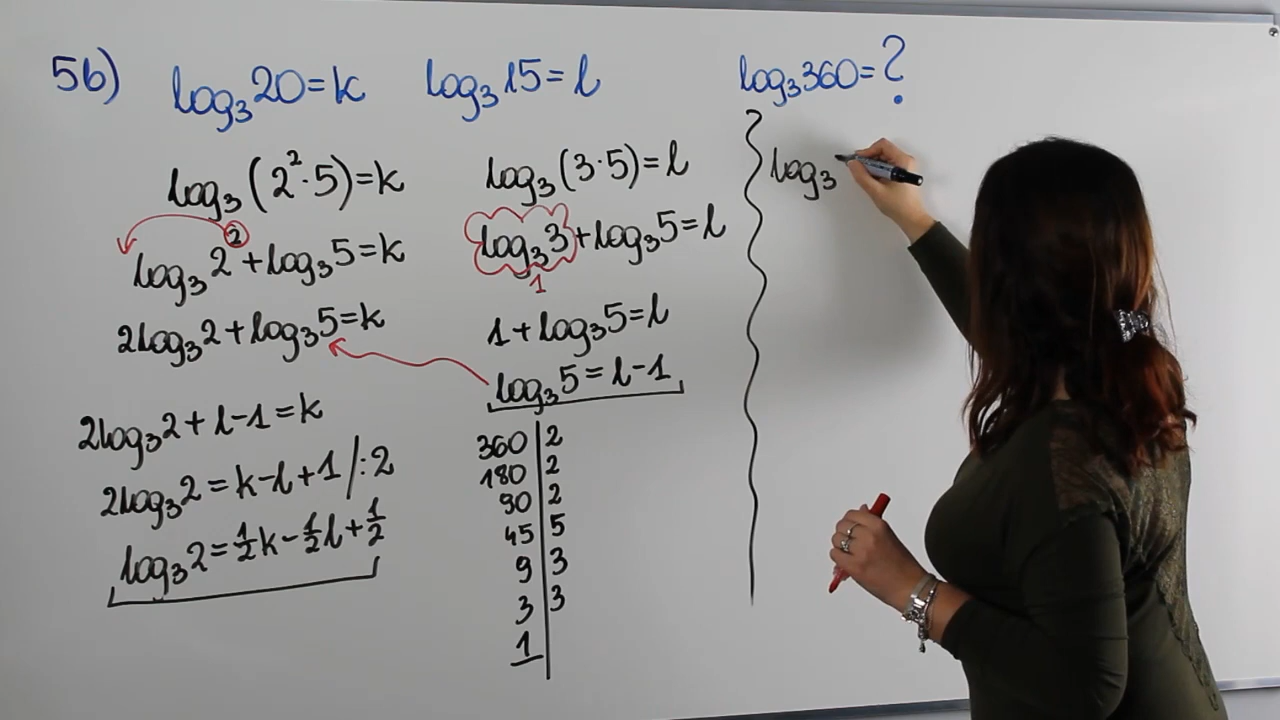 5b) log₃20=k log₃15=l log₃360=?
log₃(2²·5)=k
log₃2²+log₃5=k
2log₃2+log₃5=k
2log₃2+l-1=k
2log₃2=k-l+1/:2
log₃2=½k-½l+½
log₃(3·5)=l
log₃3+log₃5=l
1
1+log₃5=l
log₃5=l-1
360|2
180|2
90|2
45|5
9|3
3|3
1|
log₃